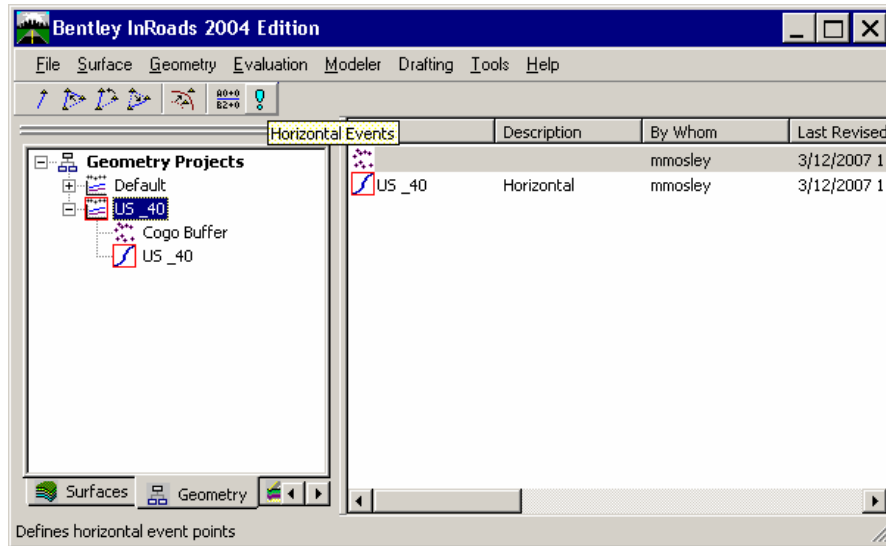 Bentley InRoads 2004 Edition
File Surface Geometry Evaluation Modeler Drafting Tools Help
A0+0
B2+0
Horizontal Events
Description By Whom Last Revised
Geometry Projects
Default
US _40
Cogo Buffer
US _40
mmosley 3/12/2007 1
US _40 Horizontal mmosley 3/12/2007 1
Surfaces Geometry
Defines horizontal event points